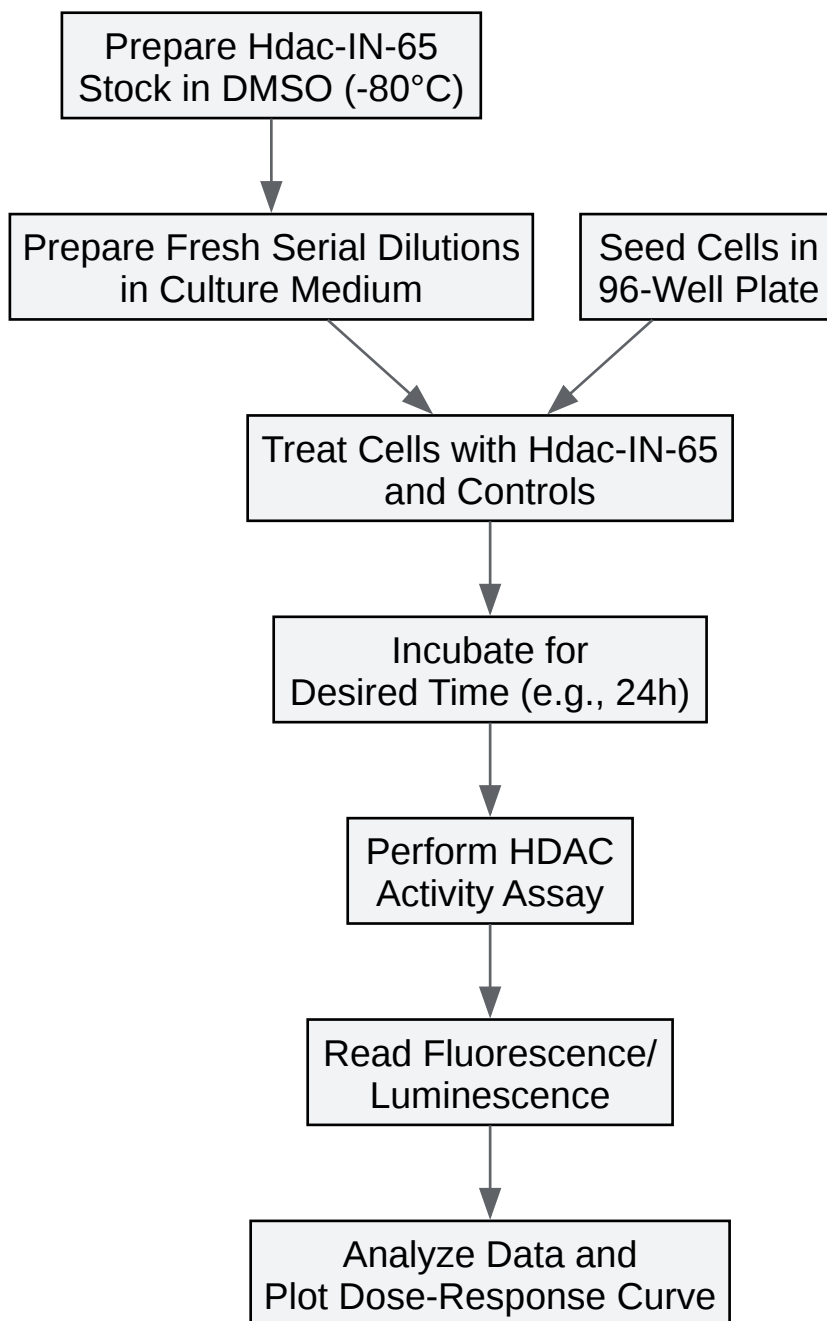 Prepare Hdac-IN-65
Stock in DMSO (-80°C)
Prepare Fresh Serial Dilutions
in Culture Medium
Seed Cells in
96-Well Plate
Treat Cells with Hdac-IN-65
and Controls
Incubate for
Desired Time (e.g., 24h)
Perform HDAC
Activity Assay
Read Fluorescence/
Luminescence
Analyze Data and
Plot Dose-Response Curve